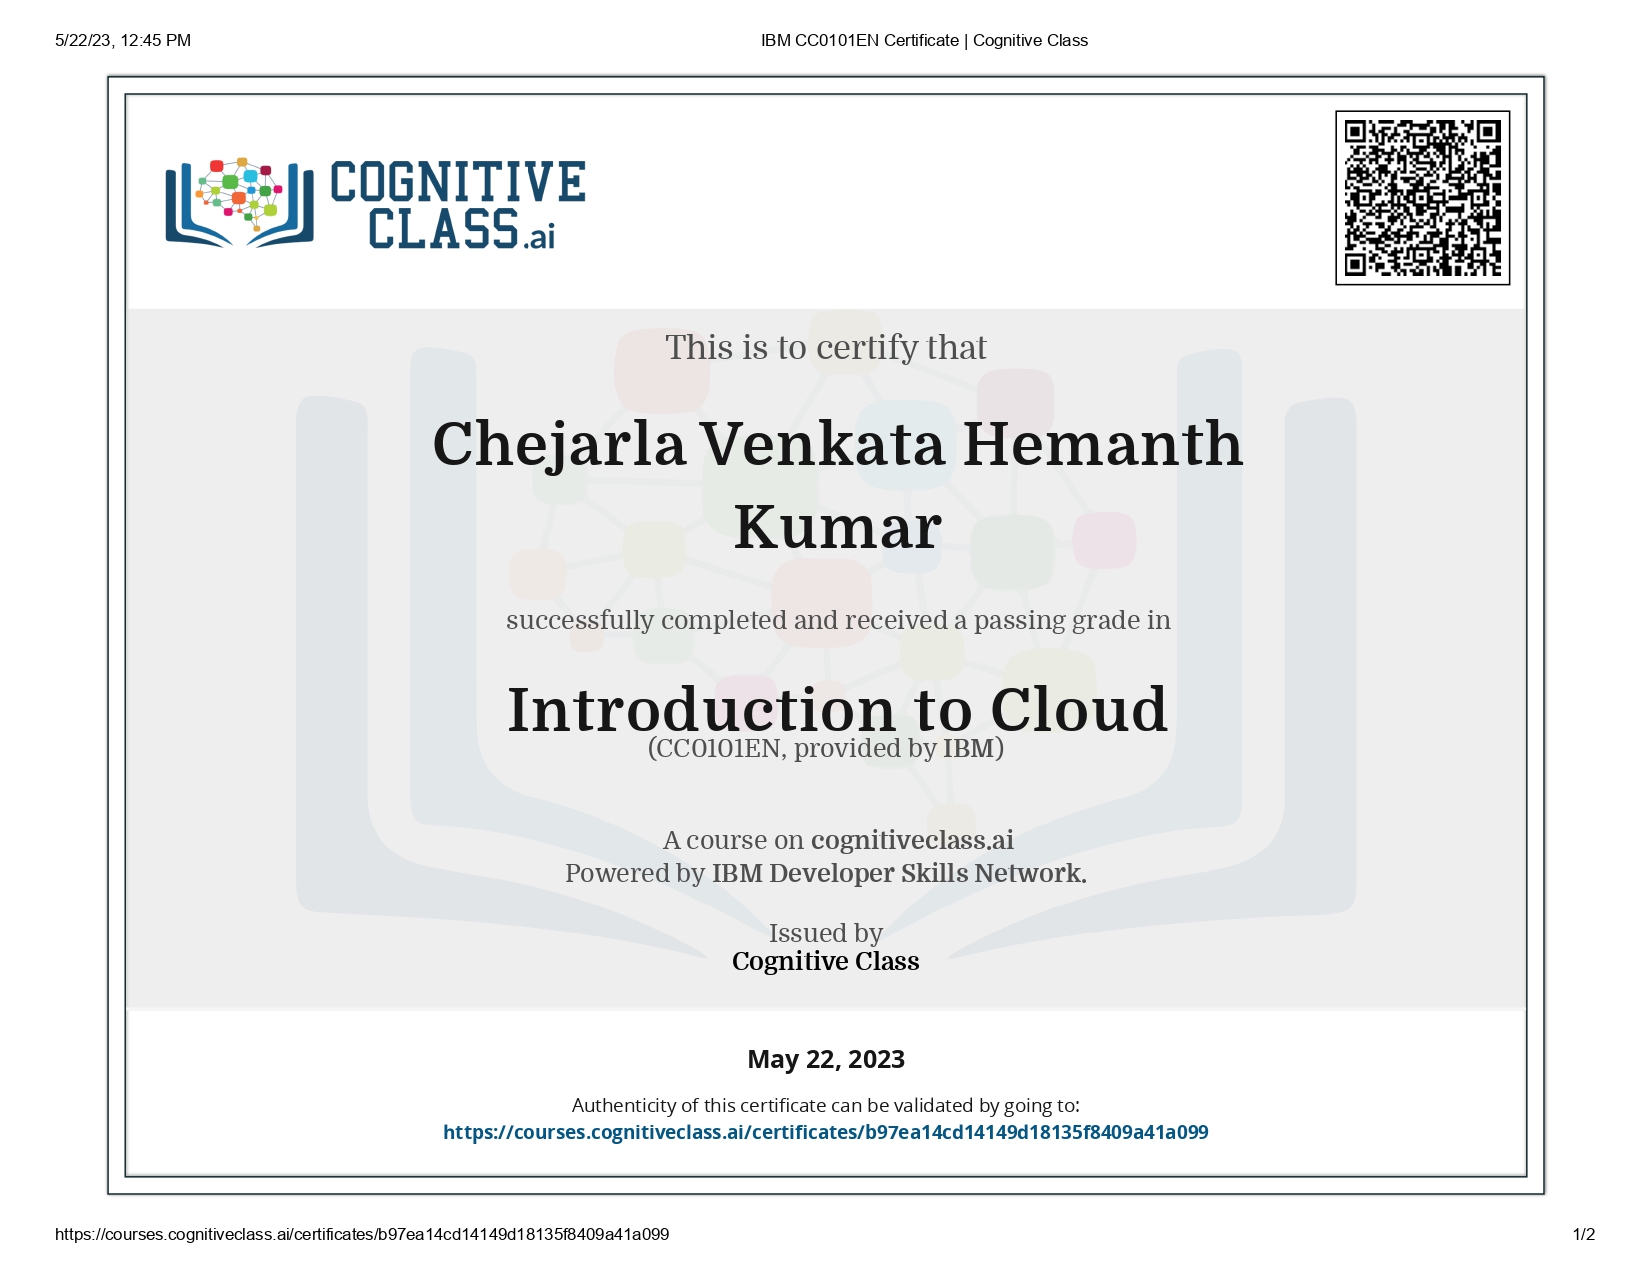 5/22/23, 12:45 PM
IBM CC0101EN Certificate | Cognitive Class
COGNITIVE
CLASS.ai
This is to certify that
Chejarla Venkata Hemanth
Kumar
successfully completed and received a passing grade in
Introduction to Cloud
(CC0101EN, provided by IBM)
A course on cognitiveclass.ai
Powered by IBM Developer Skills Network.
Issued by
Cognitive Class
May 22, 2023
Authenticity of this certificate can be validated by going to:
https://courses.cognitiveclass.ai/certificates/b97ea14cd14149d18135f8409a41a099
https://courses.cognitiveclass.ai/certificates/b97ea14cd14149d18135f8409a41a099
1/2